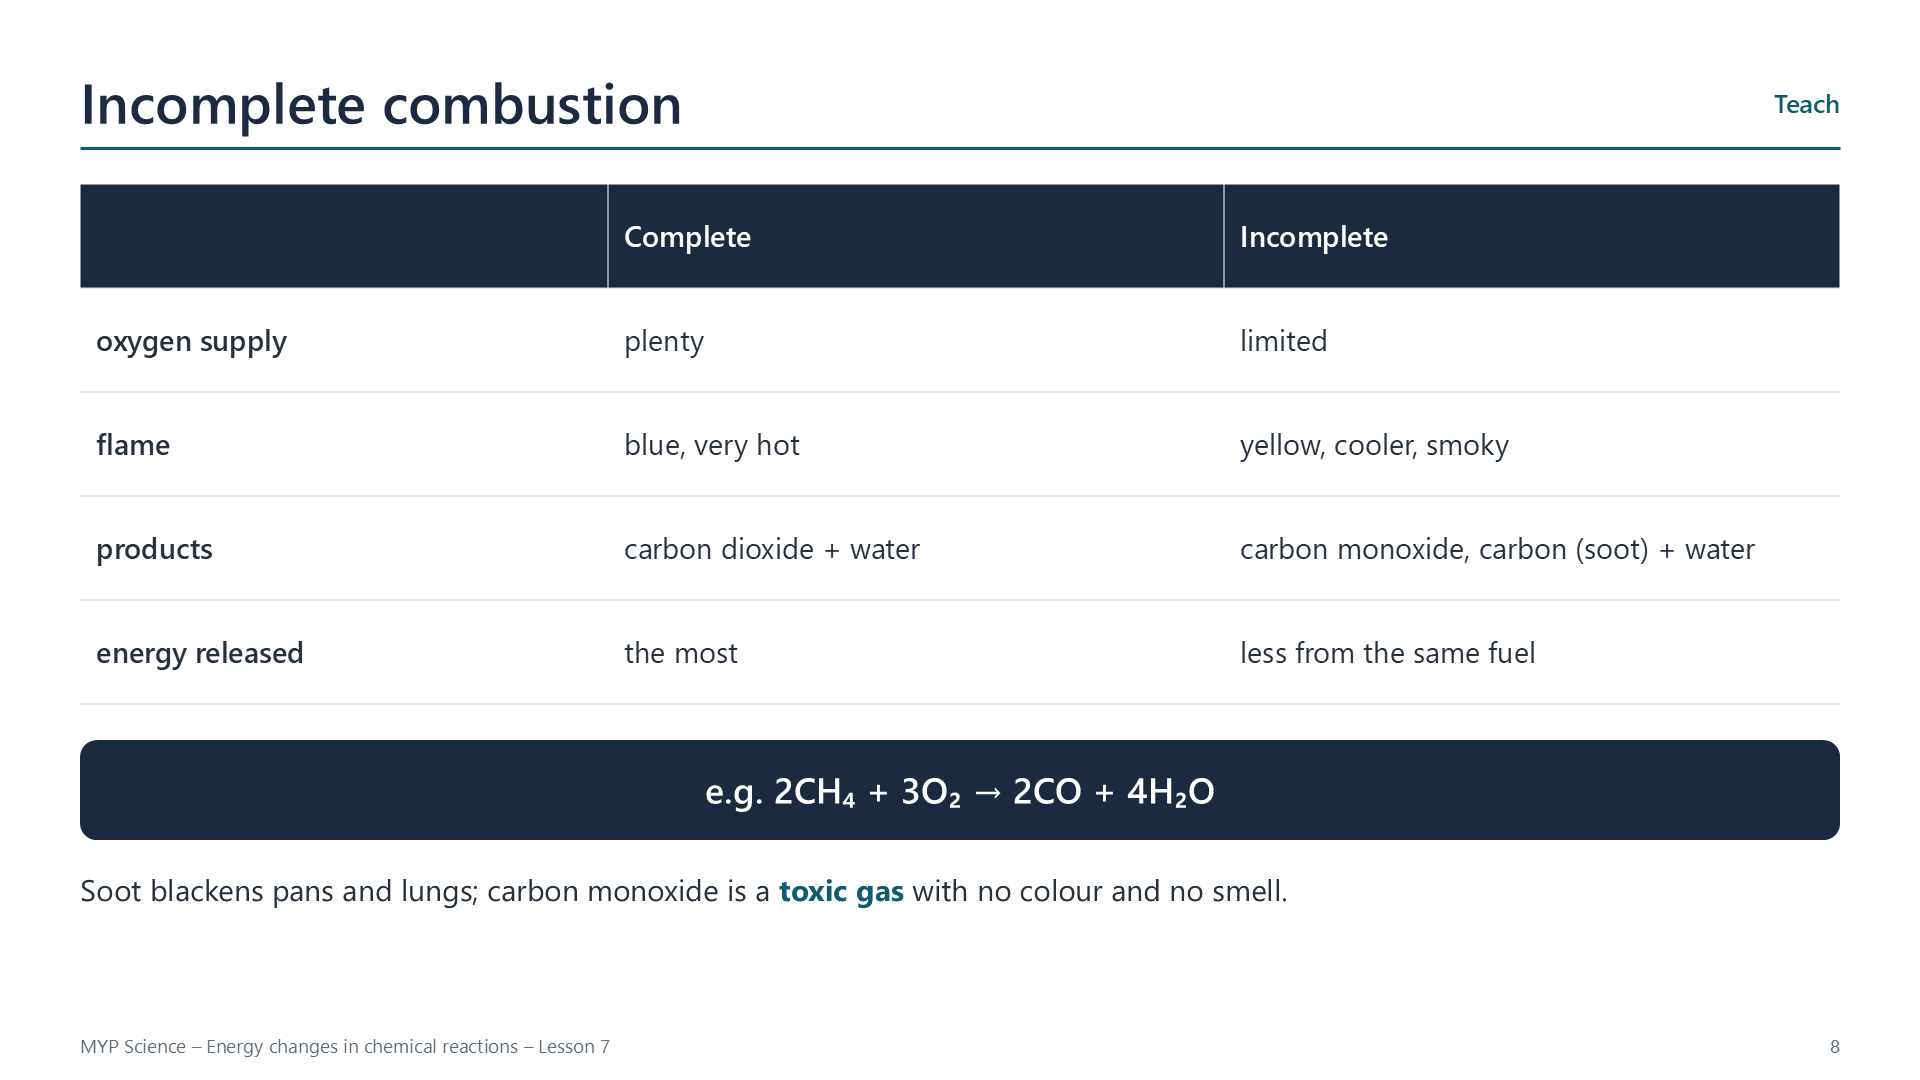 Incomplete combustion
Teach
Complete Incomplete
oxygen supply plenty limited
flame blue, very hot yellow, cooler, smoky
products carbon dioxide + water carbon monoxide, carbon (soot) + water
energy released the most less from the same fuel
e.g. 2CH₄ + 3O₂ → 2CO + 4H₂O
Soot blackens pans and lungs; carbon monoxide is a toxic gas with no colour and no smell.
MYP Science – Energy changes in chemical reactions – Lesson 7
8